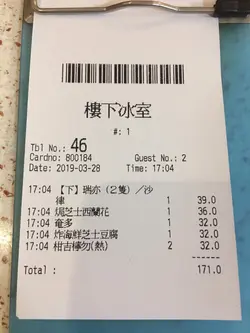 樓下冰室
#: 1
Tbl No.: 46
Cardno: 800184 Guest No.: 2
Date: 2019-03-28 Time: 17:04
17:04 【下】瑞亦（2隻）／沙
律 1 39.0
17:04 焗芝士西蘭花 1 36.0
17:04 奄多 1 32.0
17:04 炸海鮮芝士豆腐 1 32.0
17:04 柑吉檸勿(熱) 2 32.0
Total : 171.0